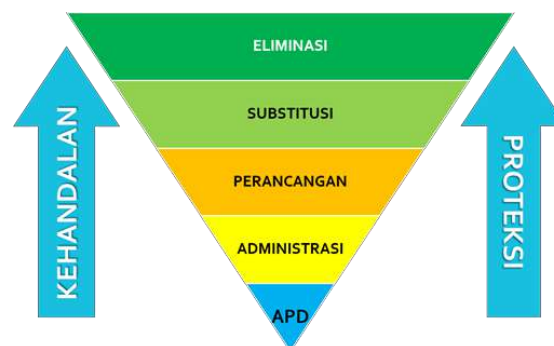 ELIMINASI
SUBSTITUSI
PERANCANGAN
ADMINISTRASI
APD
KEHANDALAN
PROTEKSI